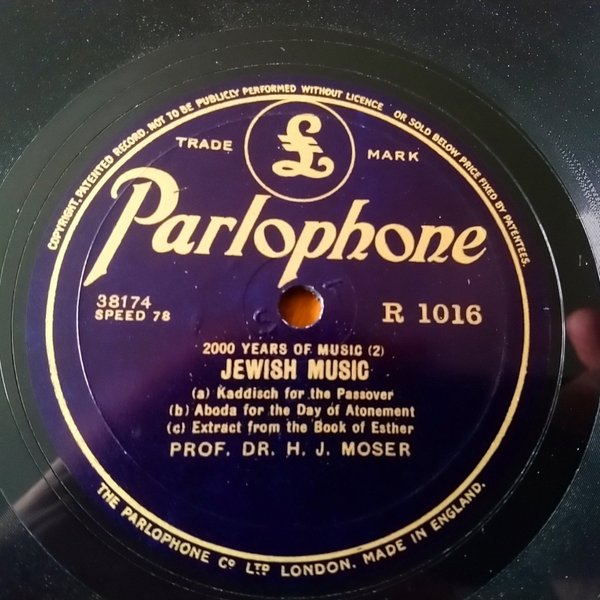 COPYRIGHT. PATENTED RECORD. NOT TO BE PUBLICLY PERFORMED WITHOUT LICENCE OR SOLD BELOW PRICE FIXED BY PATENTEES.
TRADE £ MARK
Parlophone
38174
SPEED 78
R 1016
2000 YEARS OF MUSIC (2)
JEWISH MUSIC
(a) Kaddisch for the Passover
(b) Aboda for the Day of Atonement
(c) Extract from the Book of Esther
PROF. DR. H. J. MOSER
THE PARLOPHONE Cº LTD LONDON. MADE IN ENGLAND.